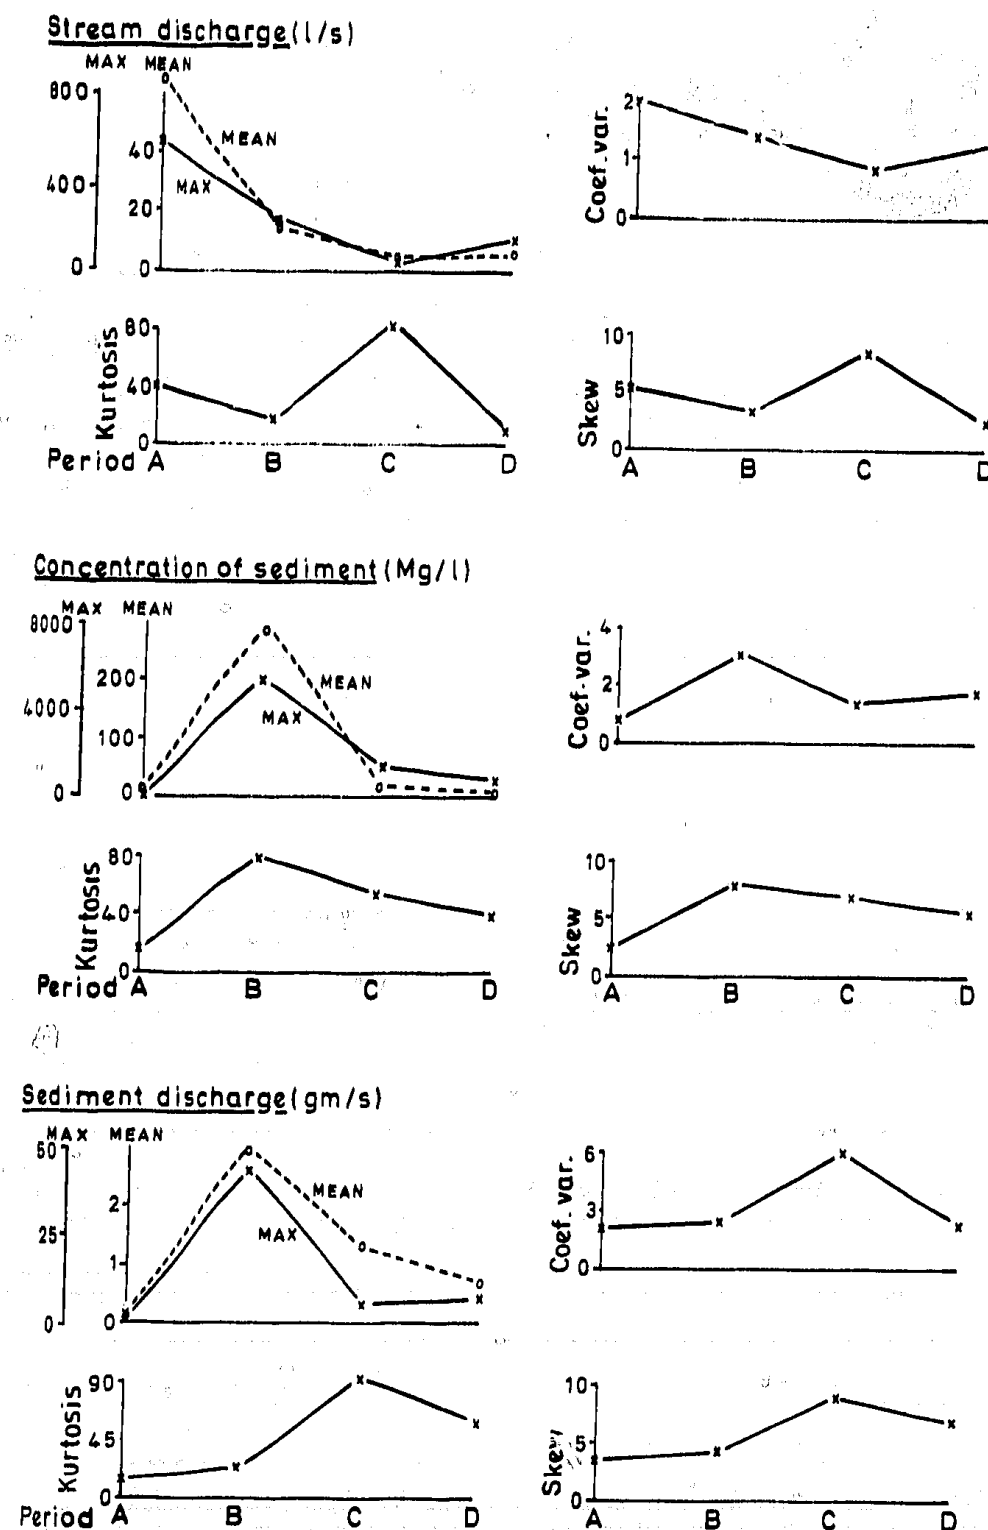 Stream discharge (l/s)
MAX MEAN
800
400
0
40
20
0
MEAN
MAX
Coef. var.
2
1
0
Kurtosis
80
40
0
Period A B C D
Skew
10
5
0
A B C D
Concentration of sediment (Mg/l)
MAX MEAN
8000
4000
0
200
100
0
MEAN
MAX
Coef. var.
4
2
0
Kurtosis
80
40
0
Period A B C D
Skew
10
5
0
A B C D
Sediment discharge (gm/s)
MAX MEAN
50
25
0
2
1
0
MEAN
MAX
Coef. var.
6
3
0
Kurtosis
90
45
0
Period A B C D
Skew
10
5
0
A B C D